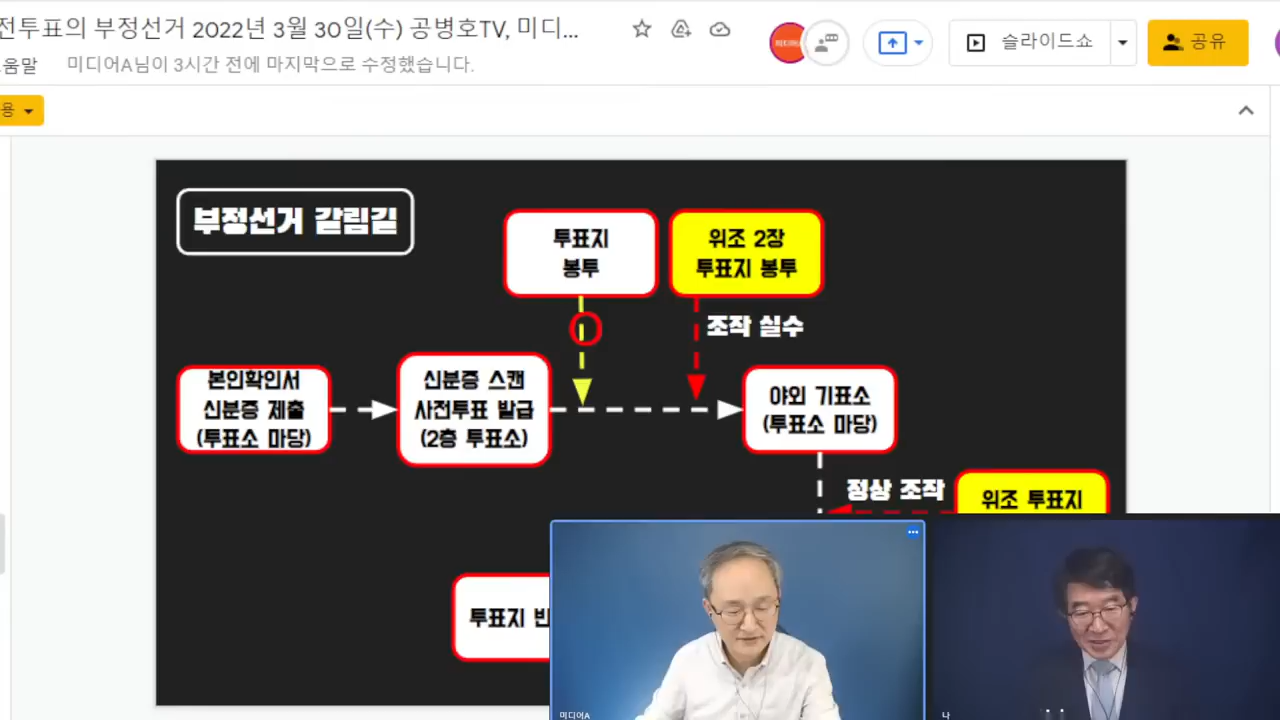 전투표의 부정선거 2022년 3월 30일(수) 공병호TV, 미디...
움말 미디어A님이 3시간 전에 마지막으로 수정했습니다.
슬라이드쇼
공유
용
부정선거 갈림길
투표지
봉투
위조 2장
투표지 봉투
조작 실수
본인확인서
신분증 제출
(투표소 마당)
신분증 스캔
사전투표 발급
(2층 투표소)
야외 기표소
(투표소 마당)
정상 조작
위조 투표지
투표지 반
미디어A
나